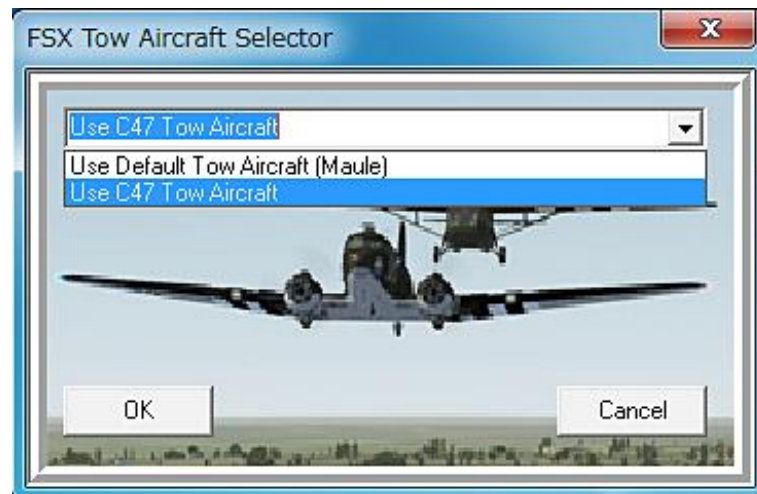 FSX Tow Aircraft Selector
Use C47 Tow Aircraft
Use Default Tow Aircraft (Maule)
Use C47 Tow Aircraft
OK
Cancel